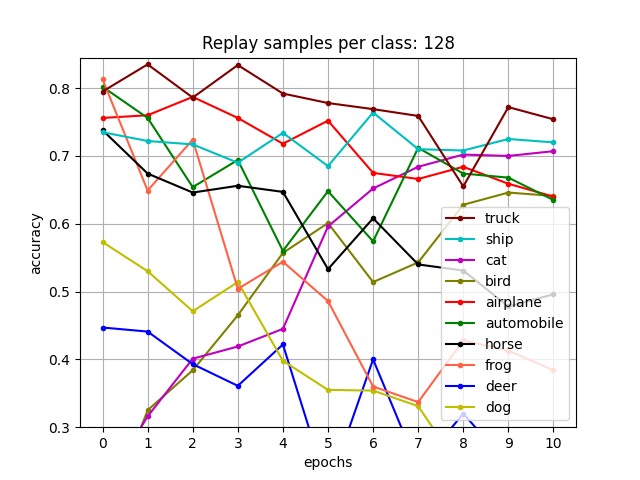 Replay samples per class: 128
accuracy
0.8
0.7
0.6
0.5
0.4
0.3
truck
ship
cat
bird
airplane
automobile
horse
frog
deer
dog
0 1 2 3 4 5 6 7 8 9 10
epochs